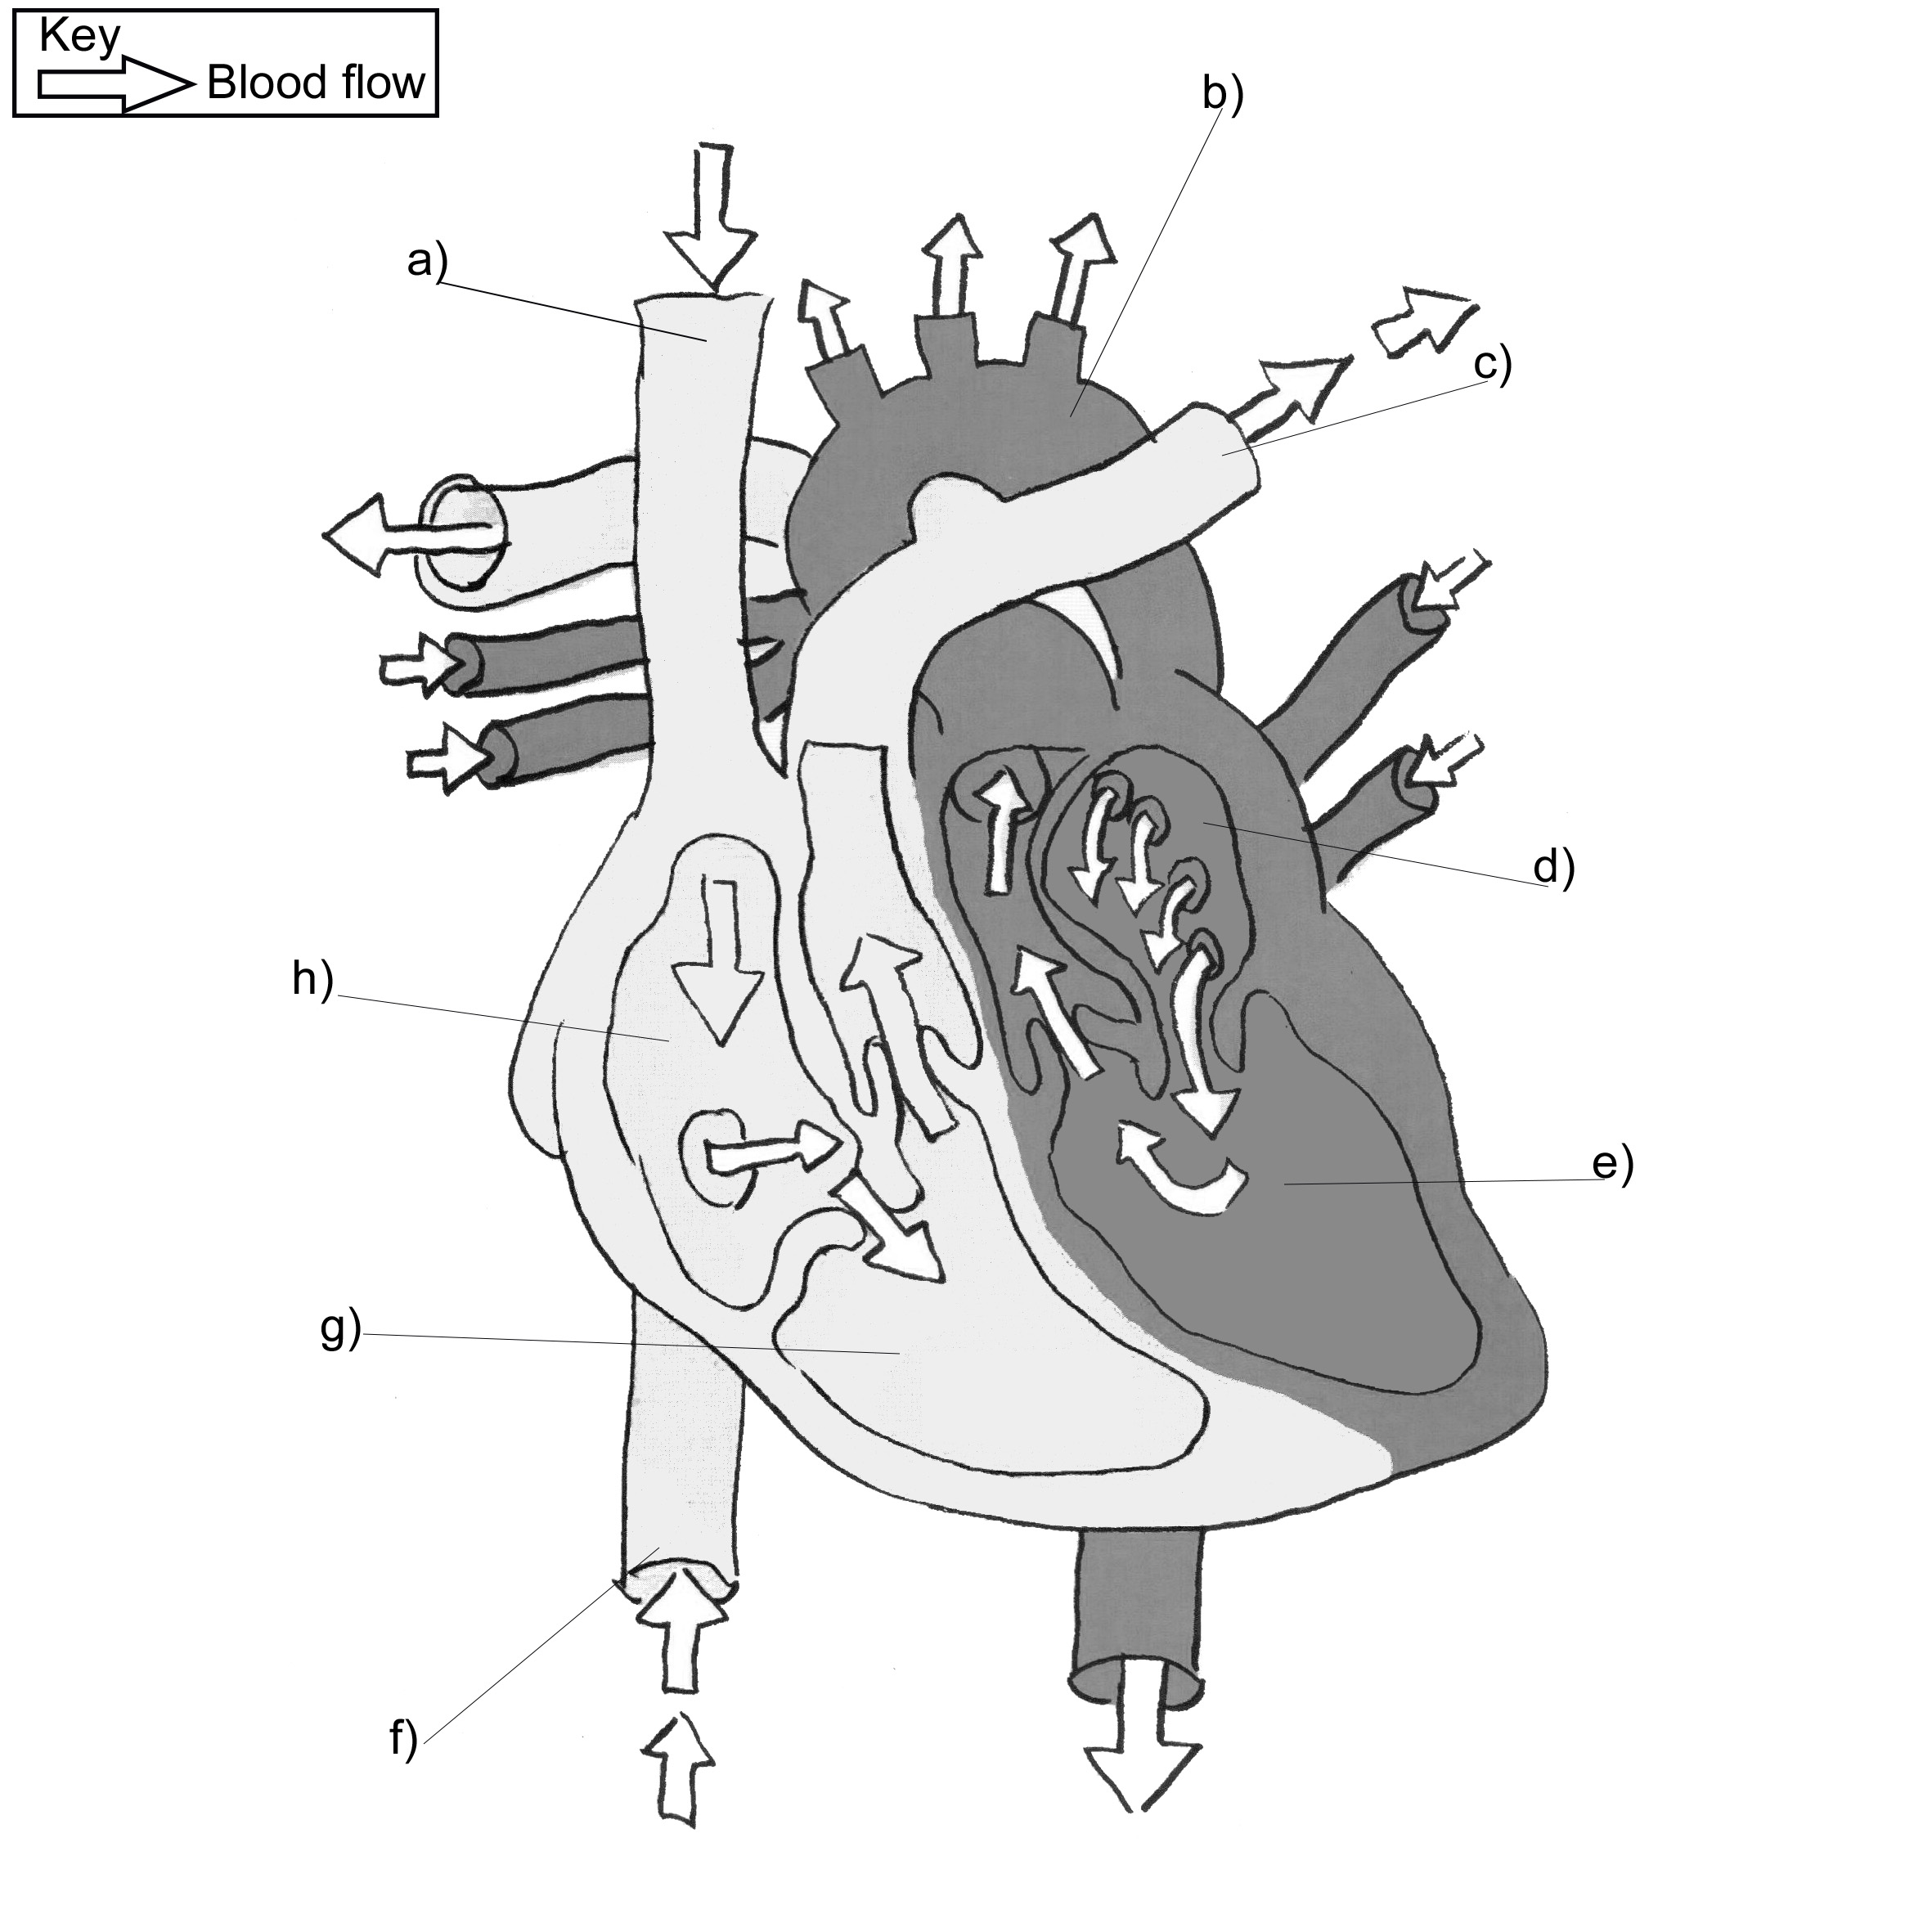 Key
Blood flow
b)
a)
c)
d)
h)
e)
g)
f)